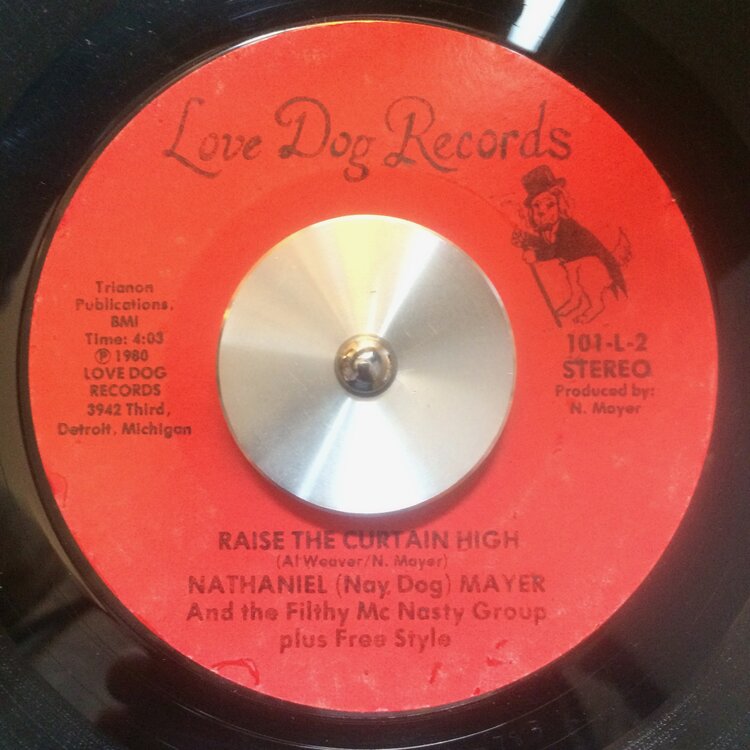 Love Dog Records
Trianon
Publications,
BMI
Time: 4:03
℗ 1980
LOVE DOG
RECORDS
3942 Third,
Detroit, Michigan
101-L-2
STEREO
Produced by:
N. Mayer
RAISE THE CURTAIN HIGH
(Al Weaver/N. Mayer)
NATHANIEL (Nay Dog) MAYER
And the Filthy Mc Nasty Group
plus Free Style